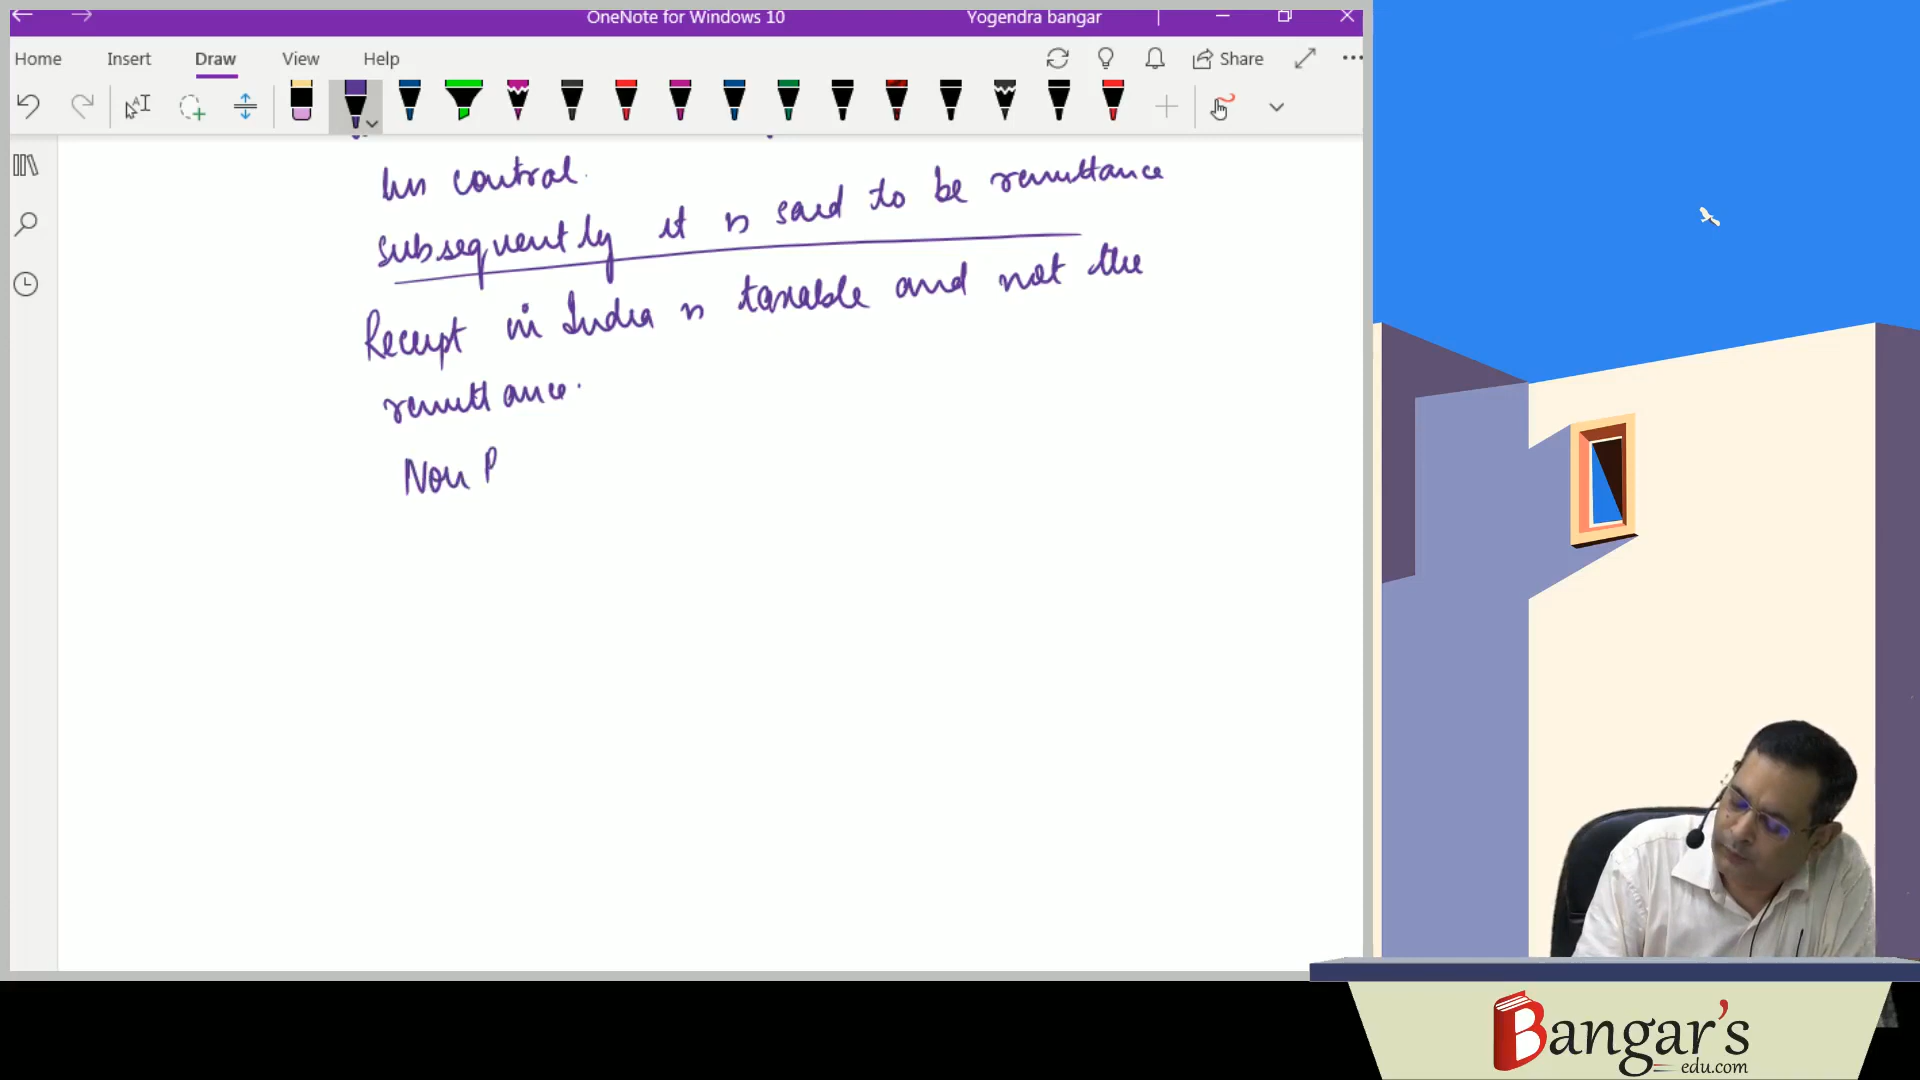 OneNote for Windows 10 Yogendra bangar
Home Insert Draw View Help Share
his control.
subsequently it is said to be remittance
Receipt in India is taxable and not the
remittance.
Non R
Bangar's
edu.com